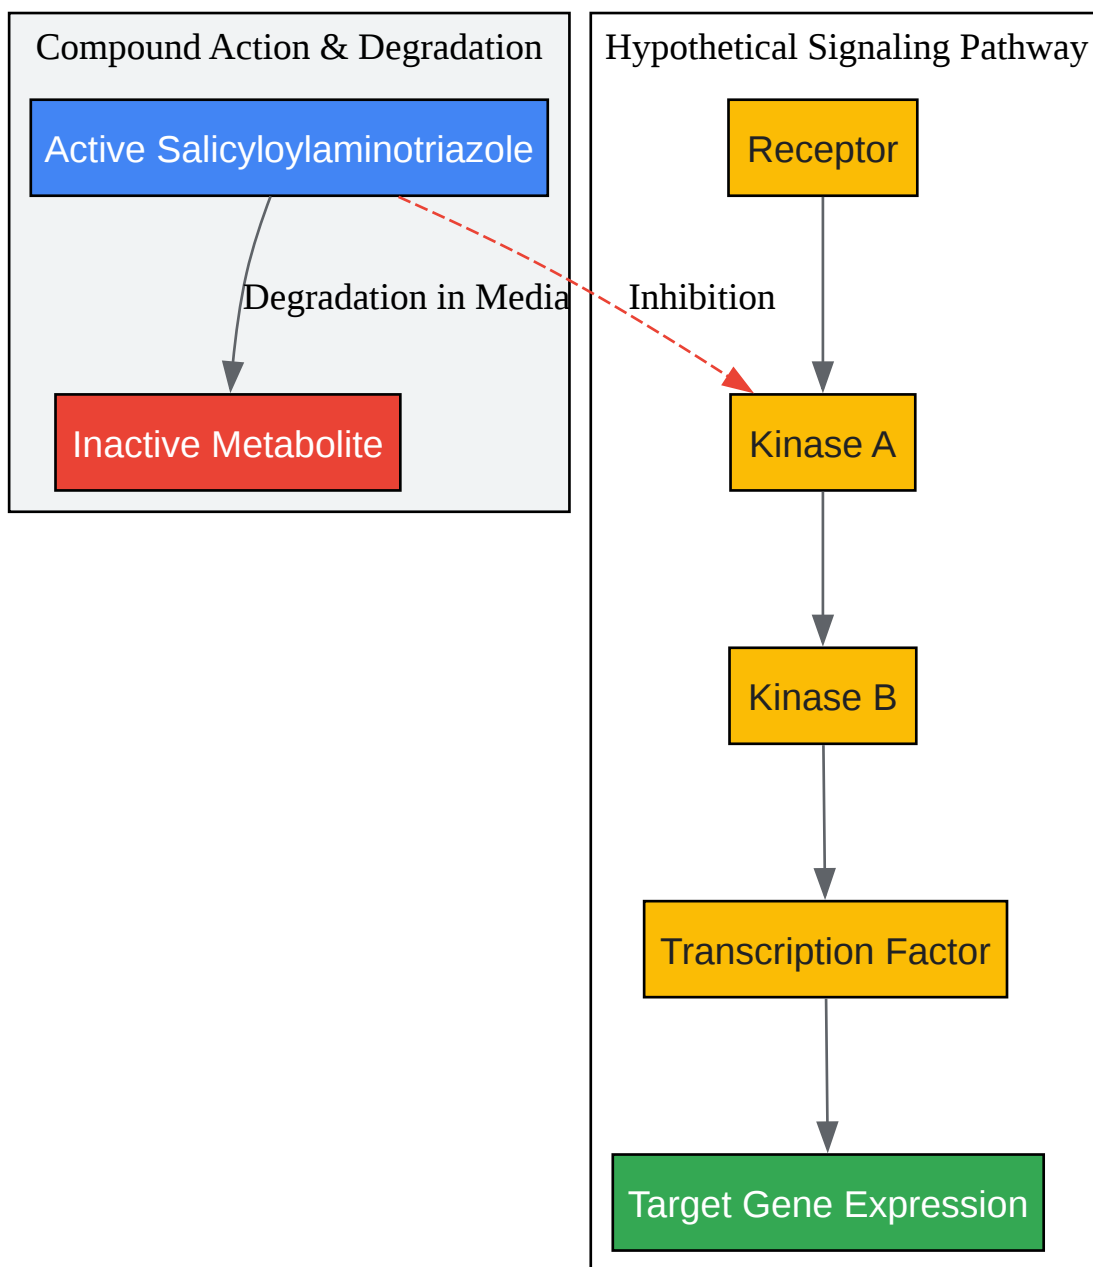 Compound Action & Degradation
Active Salicyloylaminotriazole
Degradation in Media
Inactive Metabolite
Hypothetical Signaling Pathway
Receptor
Inhibition
Kinase A
Kinase B
Transcription Factor
Target Gene Expression